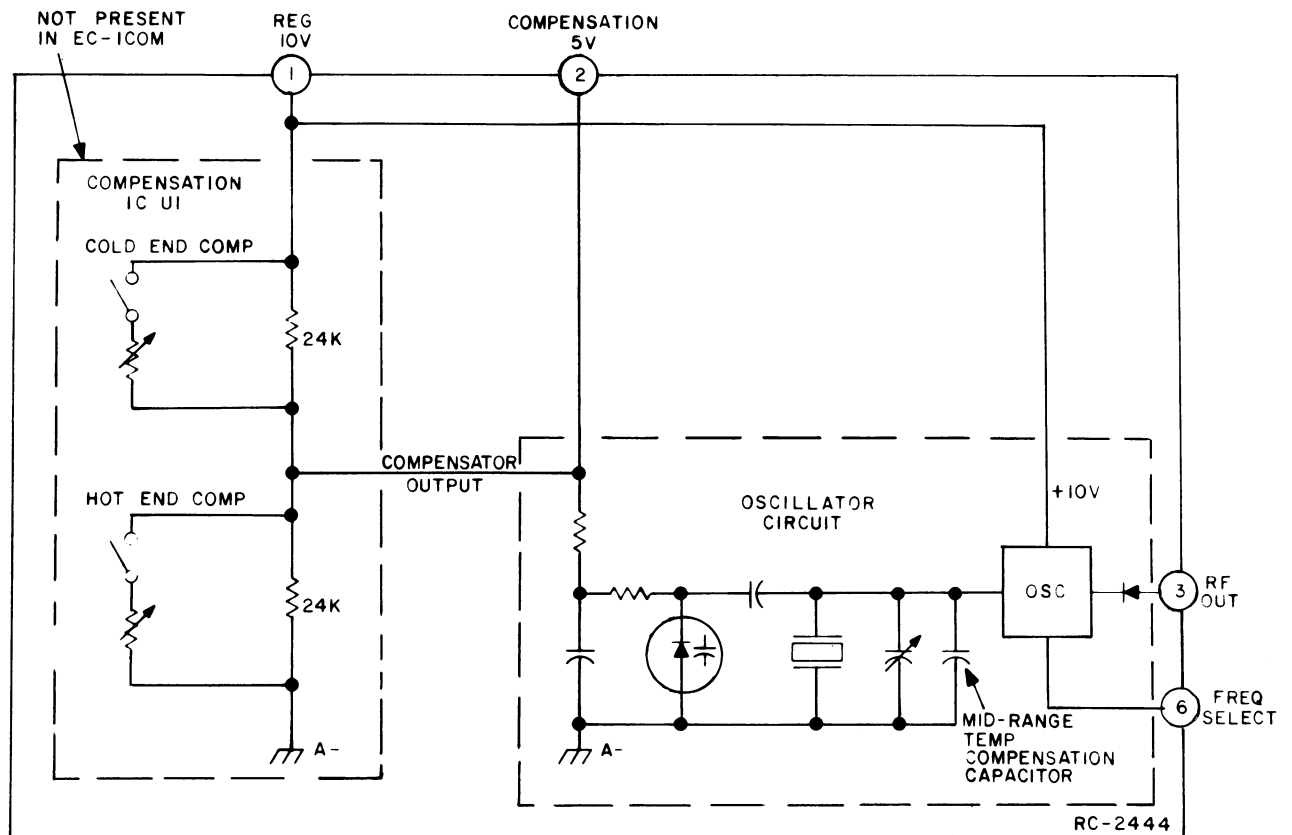 NOT PRESENT
IN EC-ICOM
REG
10V
COMPENSATION
5V
1
2
COMPENSATION
IC U1
COLD END COMP
24K
COMPENSATOR
OUTPUT
HOT END COMP
24K
A-
OSCILLATOR
CIRCUIT
+10V
OSC
3
RF
OUT
6
FREQ
SELECT
MID-RANGE
TEMP
COMPENSATION
CAPACITOR
A-
RC-2444